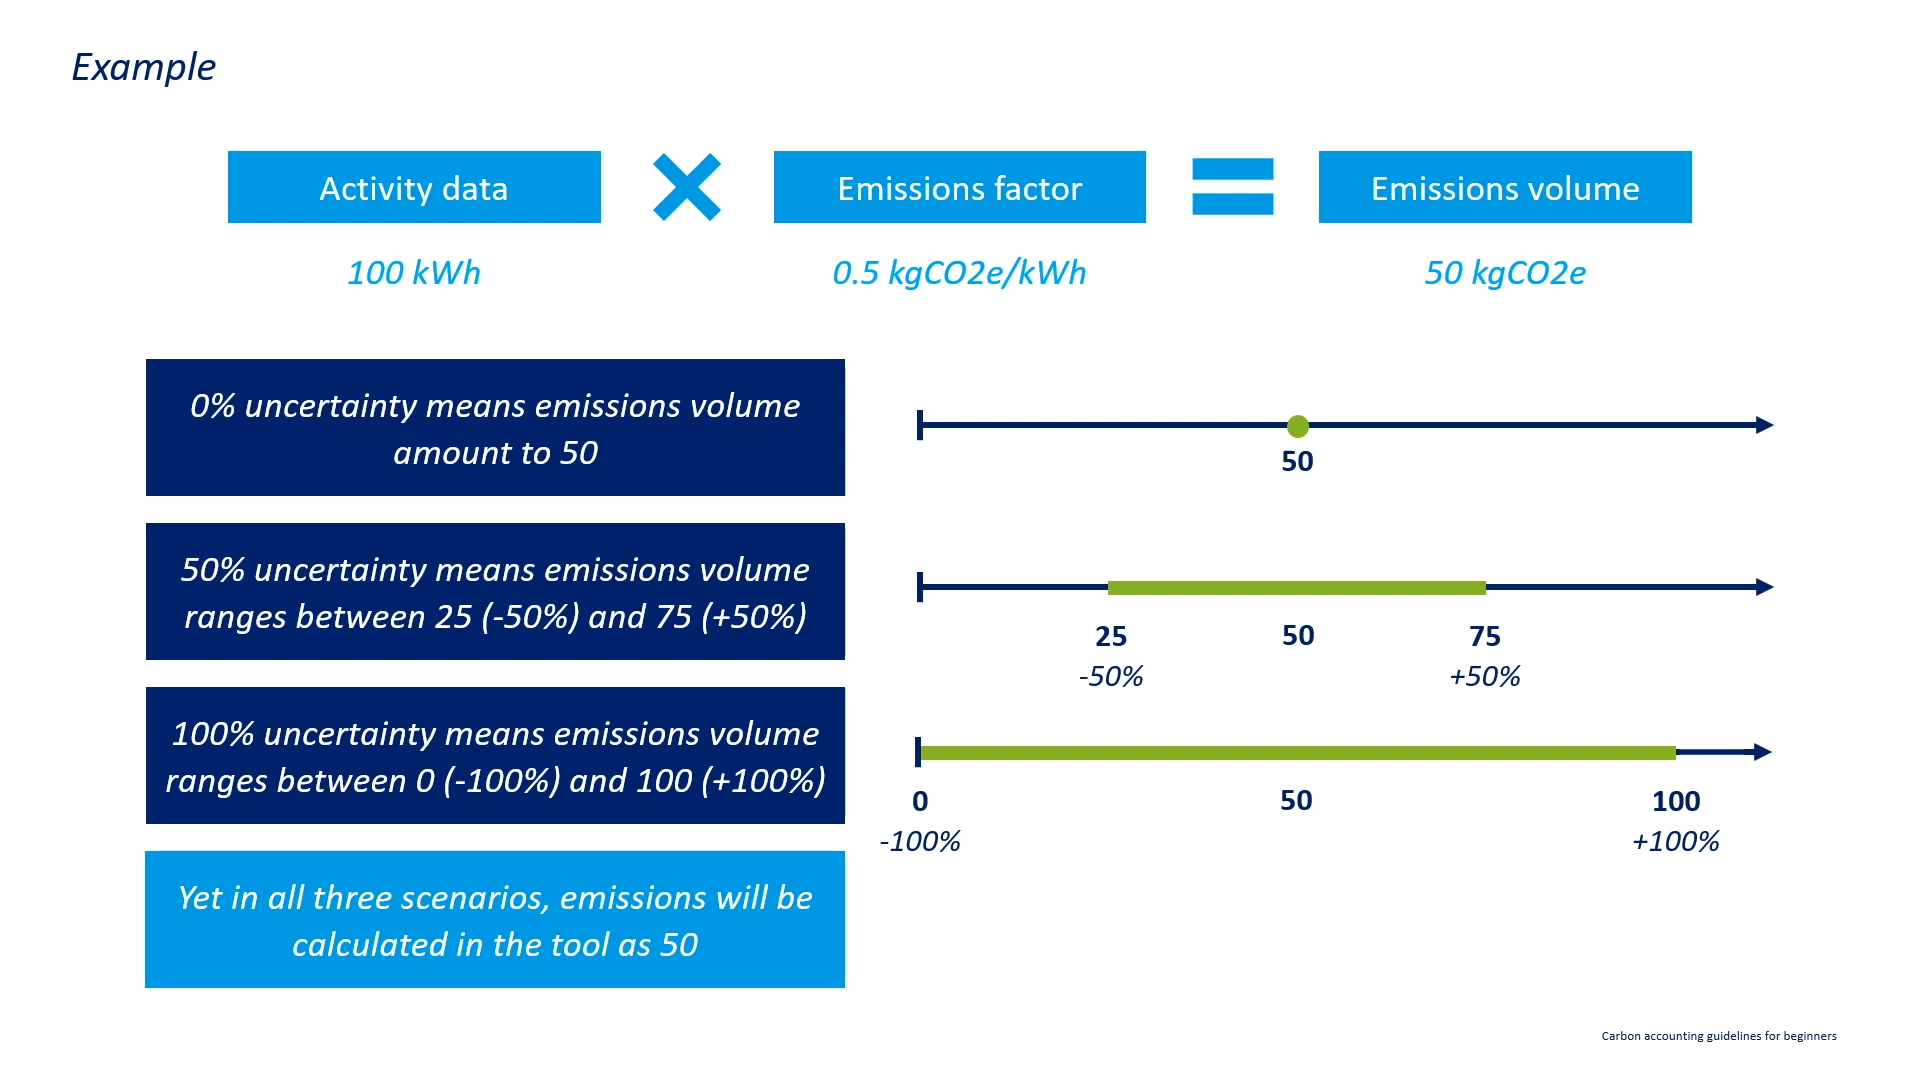 Example
Activity data
Emissions factor
Emissions volume
100 kWh
0.5 kgCO2e/kWh
50 kgCO2e
0% uncertainty means emissions volume
amount to 50
50
50% uncertainty means emissions volume
ranges between 25 (-50%) and 75 (+50%)
25
50
75
-50%
+50%
100% uncertainty means emissions volume
ranges between 0 (-100%) and 100 (+100%)
0
50
100
-100%
+100%
Yet in all three scenarios, emissions will be
calculated in the tool as 50
Carbon accounting guidelines for beginners